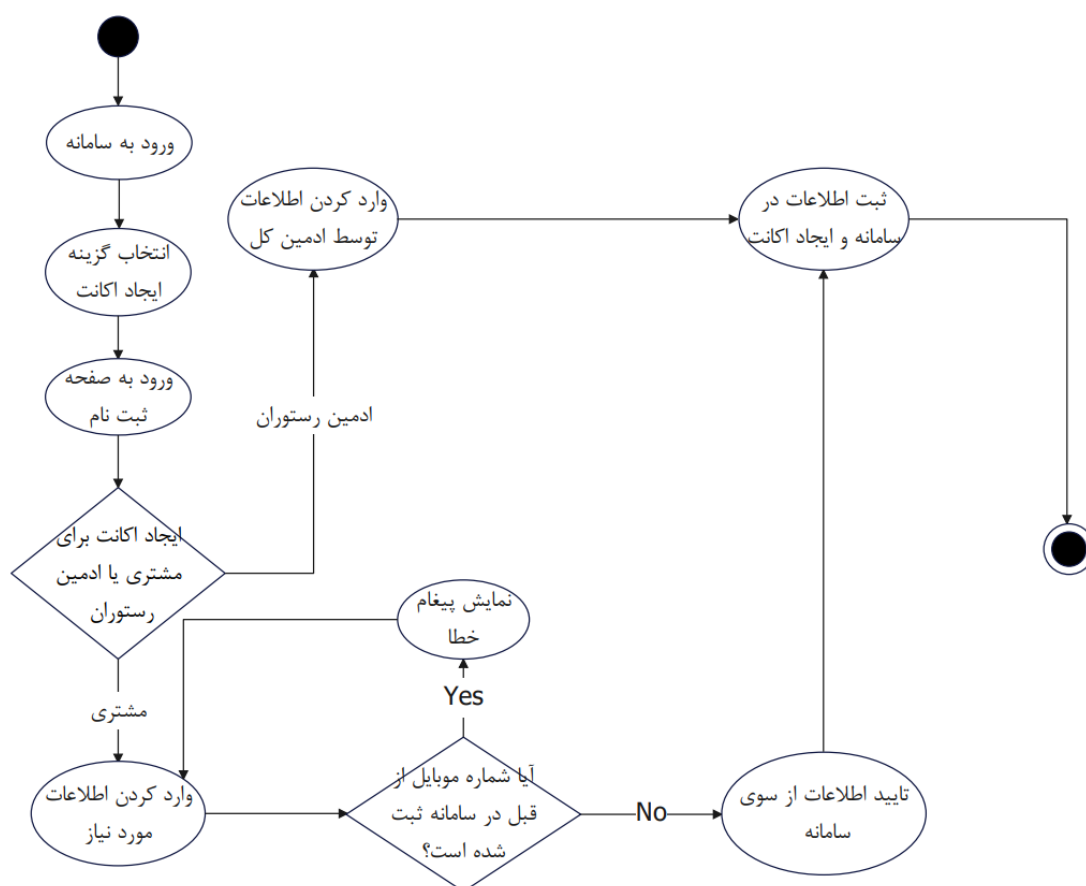 ورود به سامانه
انتخاب گزینه
ایجاد اکانت
ورود به صفحه
ثبت نام
ایجاد اکانت برای
مشتری یا ادمین
رستوران
ادمین رستوران
وارد کردن اطلاعات
توسط ادمین کل
ثبت اطلاعات در
سامانه و ایجاد اکانت
مشتری
وارد کردن اطلاعات
مورد نیاز
آیا شماره موبایل از
قبل در سامانه ثبت
شده است؟
Yes
نمایش پیغام
خطا
No
تایید اطلاعات از سوی
سامانه